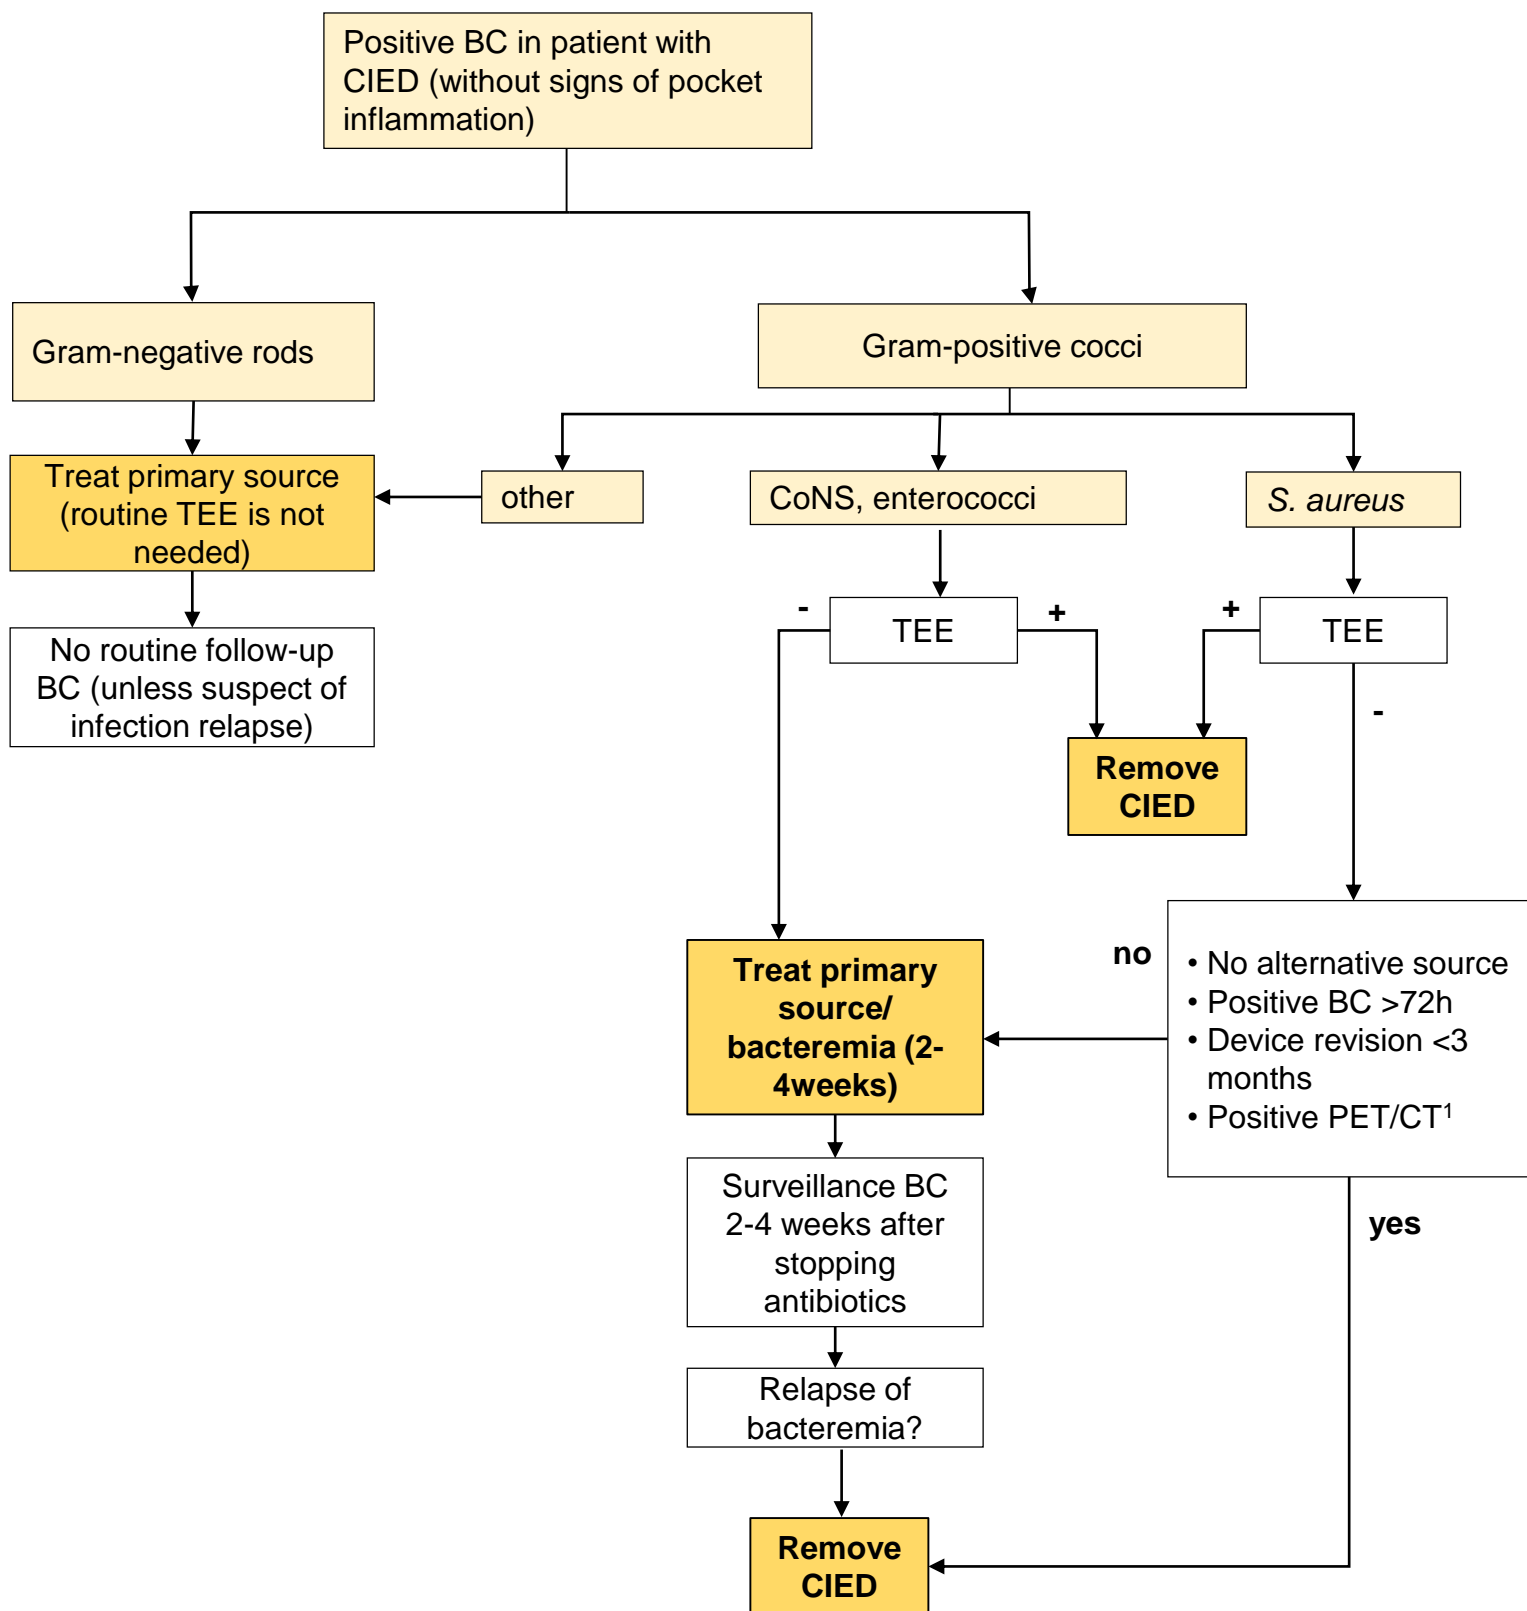 Positive BC in patient with
CIED (without signs of pocket
inflammation)
Gram-negative rods
Gram-positive cocci
Treat primary source
(routine TEE is not
needed)
other
CoNS, enterococci
S. aureus
No routine follow-up
BC (unless suspect of
infection relapse)
-
TEE
+
+
TEE
-
Remove
CIED
Treat primary
source/
bacteremia (2-
4weeks)
no
• No alternative source
• Positive BC >72h
• Device revision <3
months
• Positive PET/CT¹
yes
Surveillance BC
2-4 weeks after
stopping
antibiotics
Relapse of
bacteremia?
Remove
CIED